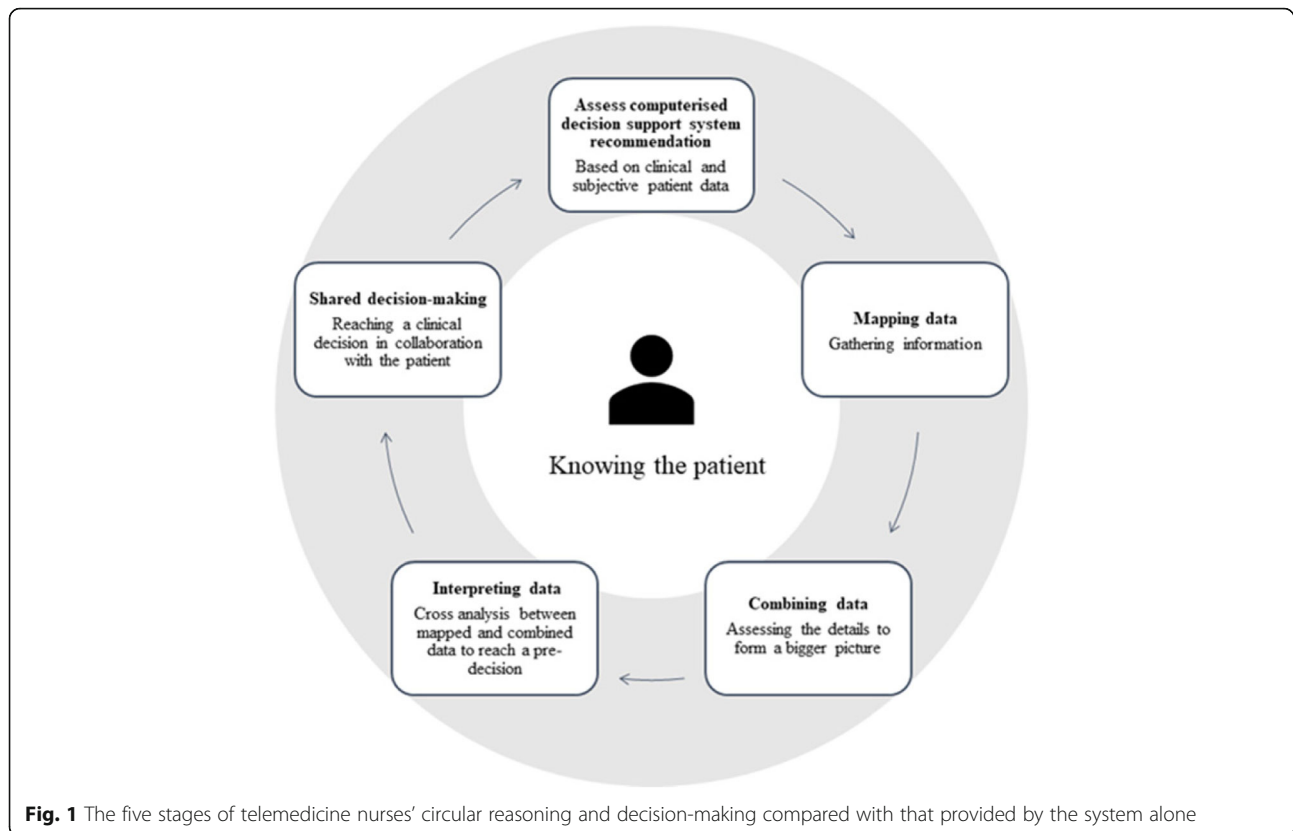 Assess computerised
decision support system
recommendation
Based on clinical and
subjective patient data
Shared decision-making
Reaching a clinical
decision in collaboration
with the patient
Mapping data
Gathering information
Knowing the patient
Interpreting data
Cross analysis between
mapped and combined
data to reach a pre-
decision
Combining data
Assessing the details to
form a bigger picture
Fig. 1 The five stages of telemedicine nurses' circular reasoning and decision-making compared with that provided by the system alone